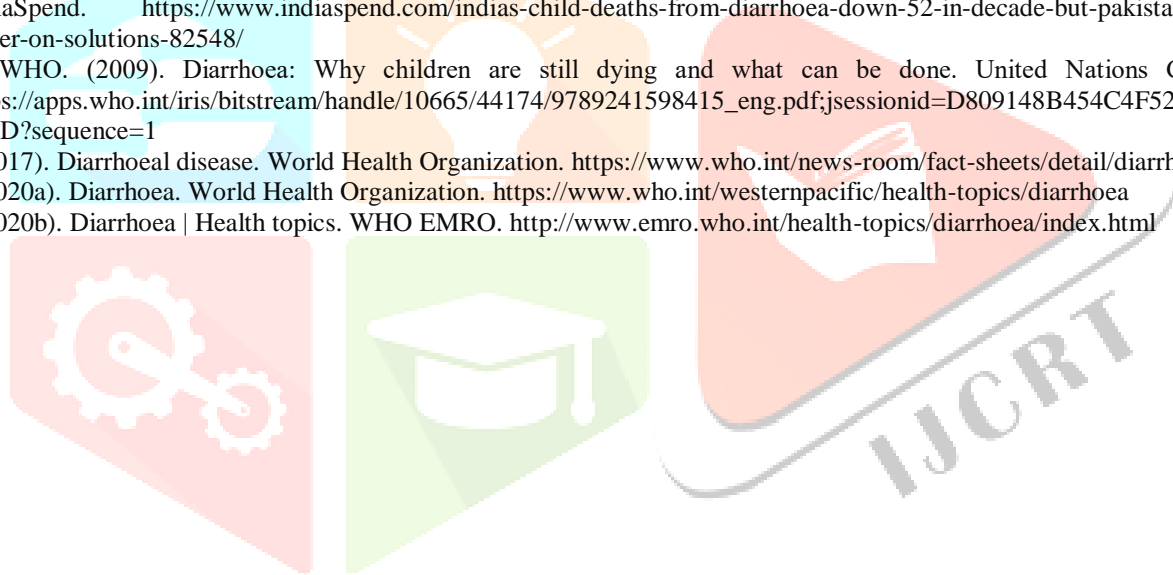 aSpend. https://www.indiaspend.com/indias-child-deaths-from-diarrhoea-down-52-in-decade-but-pakista
er-on-solutions-82548/
WHO. (2009). Diarrhoea: Why children are still dying and what can be done. United Nations C
s://apps.who.int/iris/bitstream/handle/10665/44174/9789241598415_eng.pdf;jsessionid=D809148B454C4F52
D?sequence=1
017). Diarrhoeal disease. World Health Organization. https://www.who.int/news-room/fact-sheets/detail/diarrh
020a). Diarrhoea. World Health Organization. https://www.who.int/westernpacific/health-topics/diarrhoea
020b). Diarrhoea | Health topics. WHO EMRO. http://www.emro.who.int/health-topics/diarrhoea/index.html
IJCRT